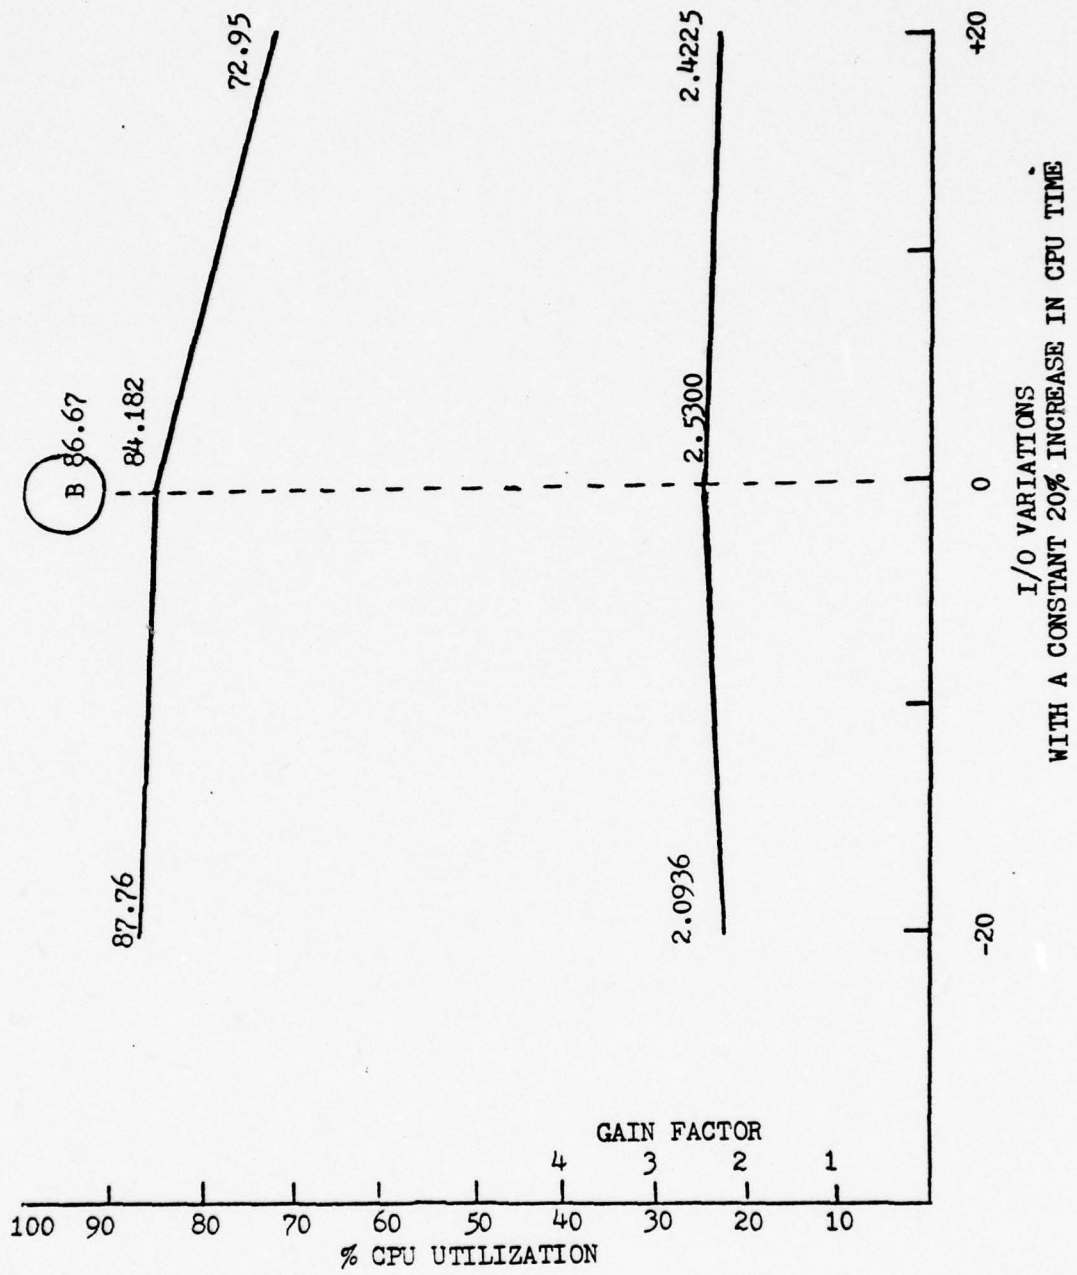 72.95
2.4225
+20
B 86.67
84.182
2.5300
0
87.76
2.0936
-20
I/O VARIATIONS
WITH A CONSTANT 20% INCREASE IN CPU TIME
GAIN FACTOR
4 3 2 1
100 90 80 70 60 50 40 30 20 10
% CPU UTILIZATION